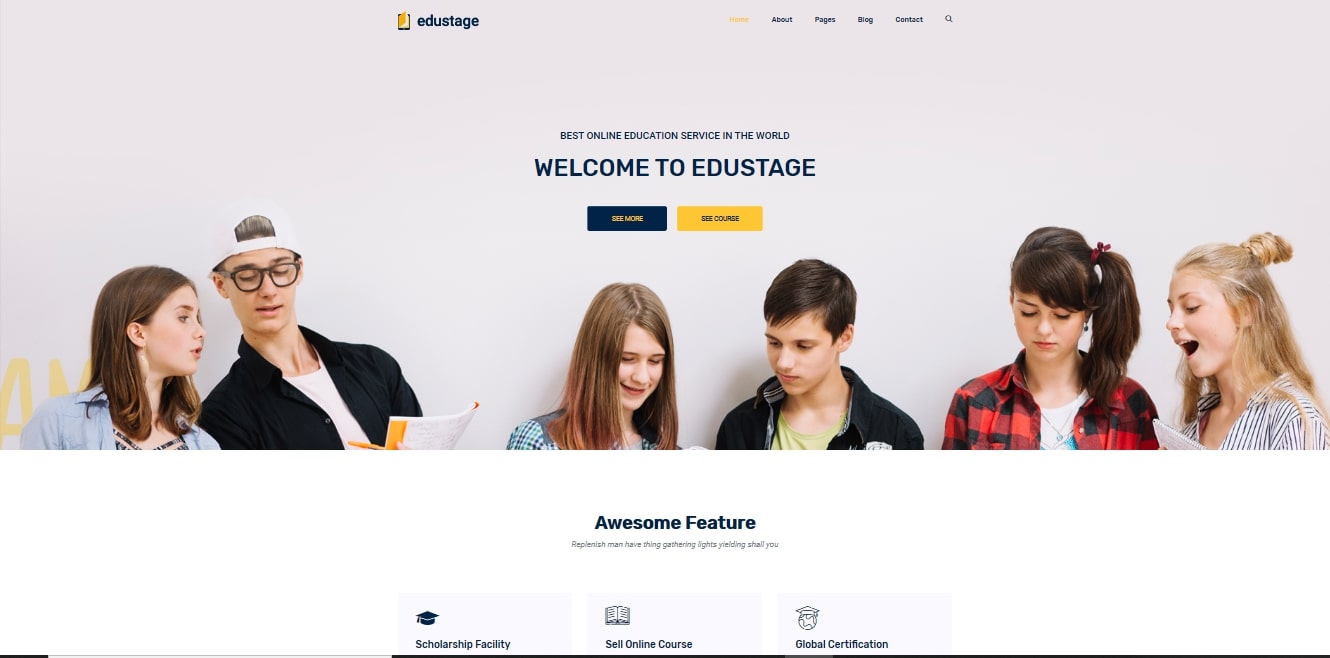 edustage
Home About Pages Blog Contact
BEST ONLINE EDUCATION SERVICE IN THE WORLD
WELCOME TO EDUSTAGE
SEE MORE SEE COURSE
Awesome Feature
Replenish man have thing gathering lights yielding shall you
Scholarship Facility Sell Online Course Global Certification